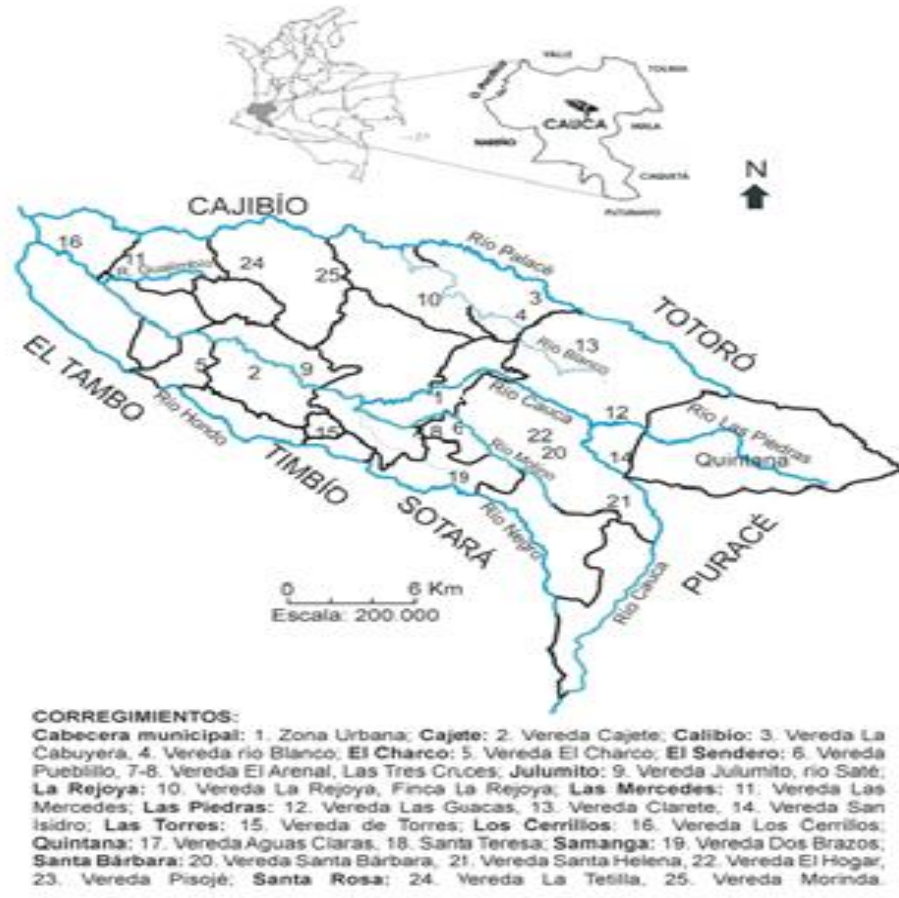 VALLE
TOLIMA
O. Pacífico
CAUCA
HUILA
NARIÑO
CAQUETÁ
PUTUMAYO
N
CAJIBÍO
Río Palacé
16
11
R. Gualimbío
24
25
10
3
4
13
Río Blanco
TOTORÓ
EL TAMBO
5
2
9
1
Río Cauca
12
Río Las Piedras
Quintana
Río Hondo
15
8
6
22
20
14
Río Molino
TIMBÍO
19
21
SOTARÁ
Río Negro
PURACÉ
Río Cauca
0 6 Km
Escala: 200.000
CORREGIMIENTOS:
Cabecera municipal: 1. Zona Urbana; Cajete: 2. Vereda Cajete; Calibío: 3. Vereda La
Cabuyera, 4. Vereda río Blanco; El Charco: 5. Vereda El Charco; El Sendero: 6. Vereda
Pueblillo, 7-8. Vereda El Arenal, Las Tres Cruces; Julumito: 9. Vereda Julumito, río Saté;
La Rejoya: 10. Vereda La Rejoya, Finca La Rejoya; Las Mercedes: 11. Vereda Las
Mercedes; Las Piedras: 12. Vereda Las Guacas, 13. Vereda Clarete, 14. Vereda San
Isidro; Las Torres: 15. Vereda de Torres; Los Cerrillos: 16. Vereda Los Cerrillos;
Quintana: 17. Vereda Aguas Claras, 18. Santa Teresa; Samanga: 19. Vereda Dos Brazos;
Santa Bárbara: 20. Vereda Santa Bárbara, 21. Vereda Santa Helena, 22. Vereda El Hogar,
23. Vereda Pisojé; Santa Rosa; 24. Vereda La Tetilla, 25. Vereda Morinda.